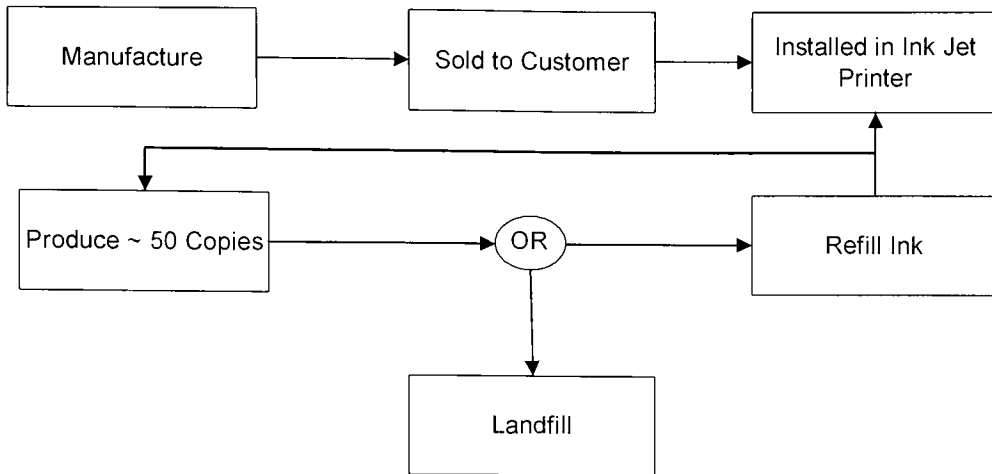 Manufacture
Sold to Customer
Installed in Ink Jet
Printer
Produce ~ 50 Copies
OR
Refill Ink
Landfill